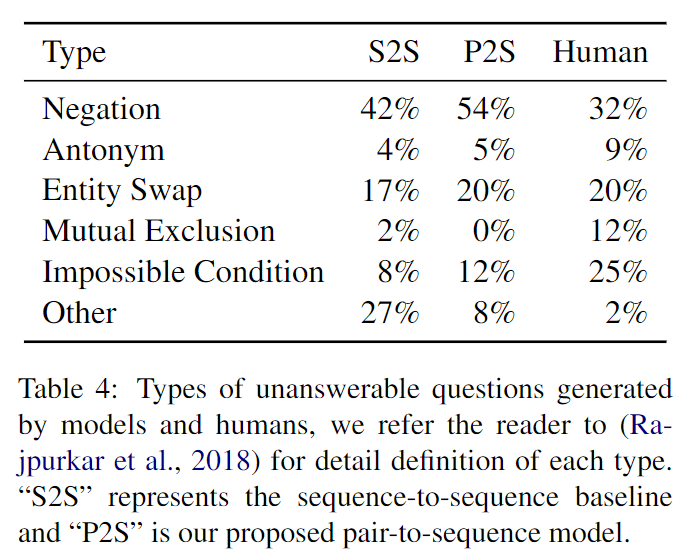 Type S2S P2S Human
Negation 42% 54% 32%
Antonym 4% 5% 9%
Entity Swap 17% 20% 20%
Mutual Exclusion 2% 0% 12%
Impossible Condition 8% 12% 25%
Other 27% 8% 2%
Table 4: Types of unanswerable questions generated
by models and humans, we refer the reader to (Ra-
jpurkar et al., 2018) for detail definition of each type.
“S2S” represents the sequence-to-sequence baseline
and “P2S” is our proposed pair-to-sequence model.